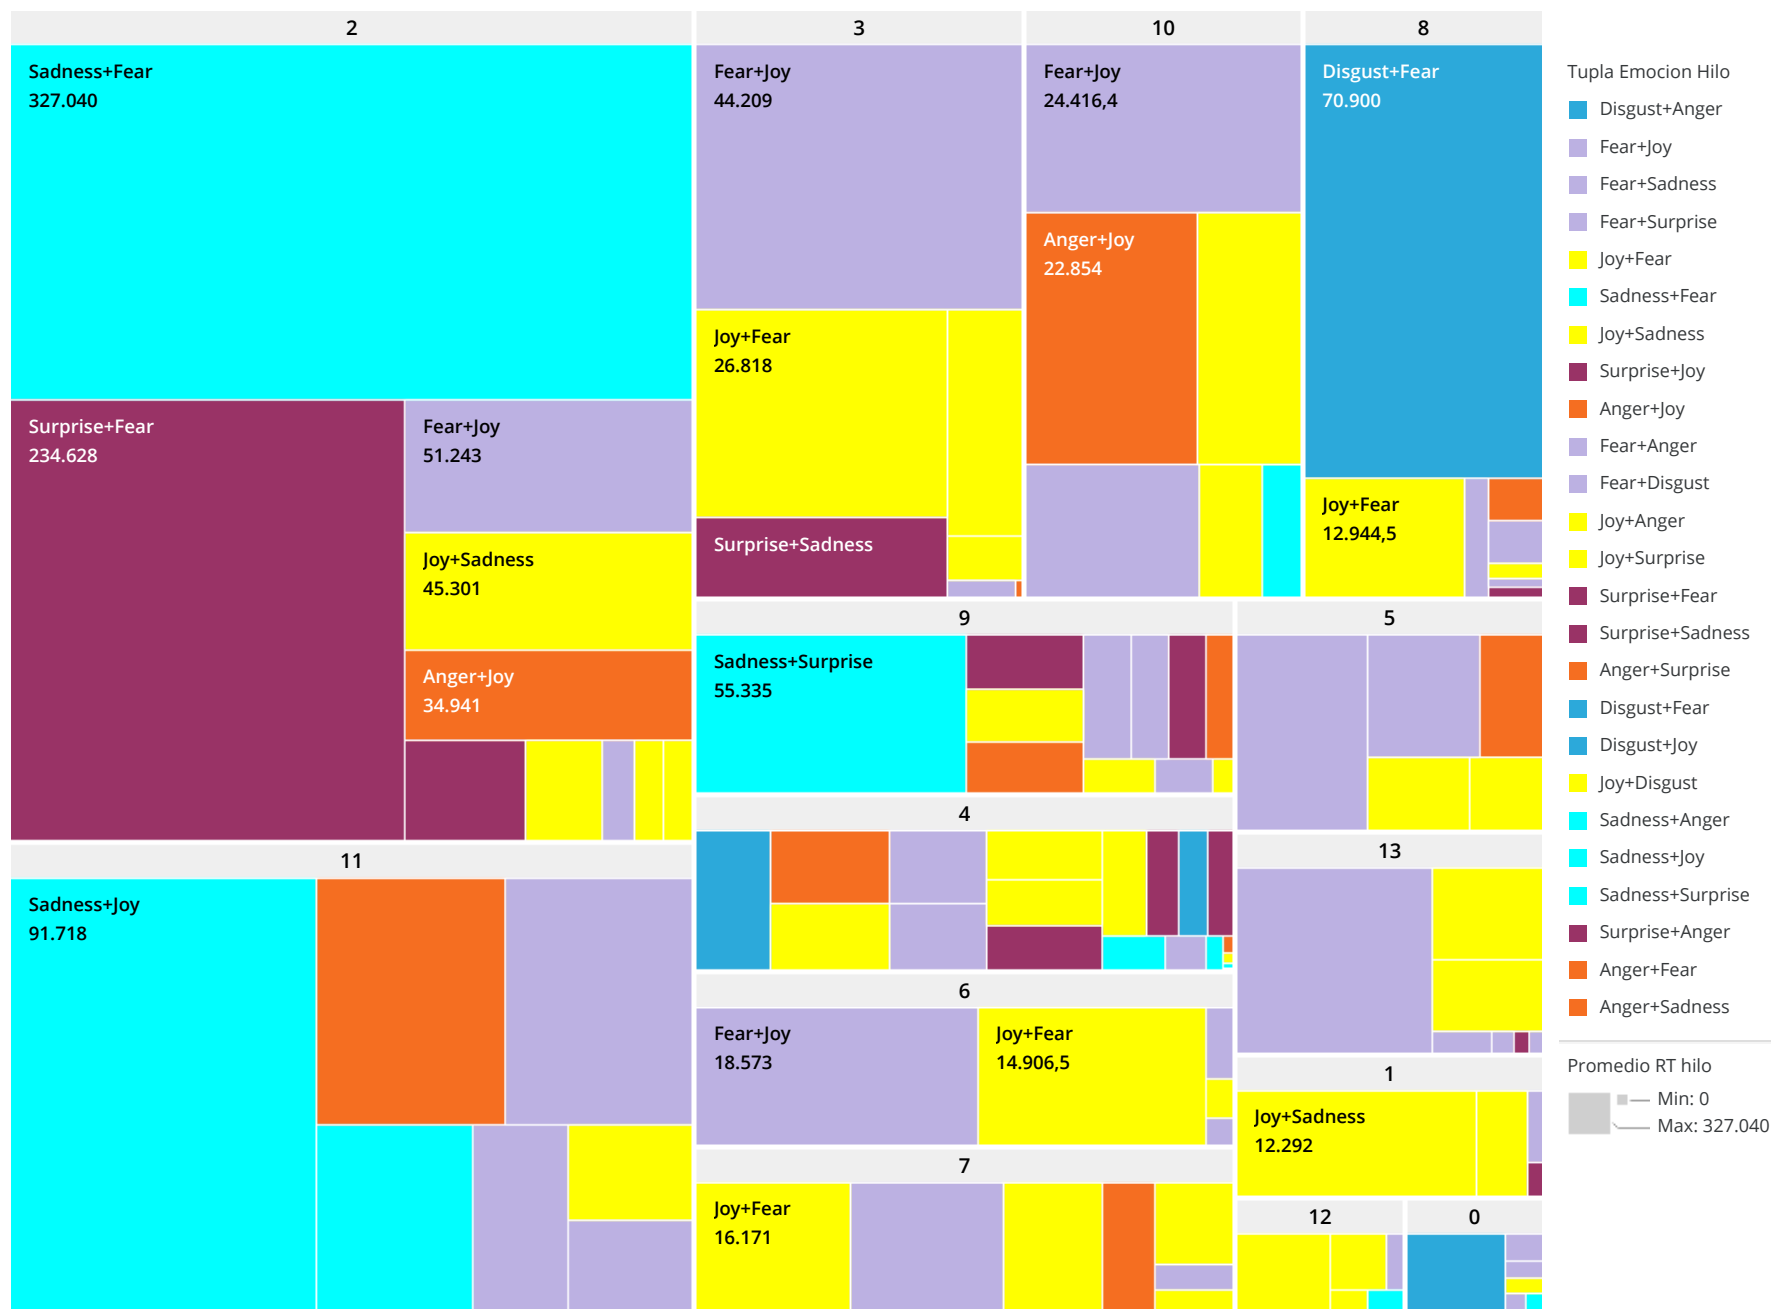 2
Sadness+Fear
327.040
Surprise+Fear
234.628
Fear+Joy
51.243
Joy+Sadness
45.301
Anger+Joy
34.941
11
Sadness+Joy
91.718
3
Fear+Joy
44.209
Joy+Fear
26.818
Surprise+Sadness
10
Fear+Joy
24.416,4
Anger+Joy
22.854
8
Disgust+Fear
70.900
Joy+Fear
12.944,5
9
Sadness+Surprise
55.335
4
6
Fear+Joy
18.573
Joy+Fear
14.906,5
7
Joy+Fear
16.171
5
13
1
Joy+Sadness
12.292
12
0
Tupla Emocion Hilo
Disgust+Anger
Fear+Joy
Fear+Sadness
Fear+Surprise
Joy+Fear
Sadness+Fear
Joy+Sadness
Surprise+Joy
Anger+Joy
Fear+Anger
Fear+Disgust
Joy+Anger
Joy+Surprise
Surprise+Fear
Surprise+Sadness
Anger+Surprise
Disgust+Fear
Disgust+Joy
Joy+Disgust
Sadness+Anger
Sadness+Joy
Sadness+Surprise
Surprise+Anger
Anger+Fear
Anger+Sadness
Promedio RT hilo
Min: 0
Max: 327.040